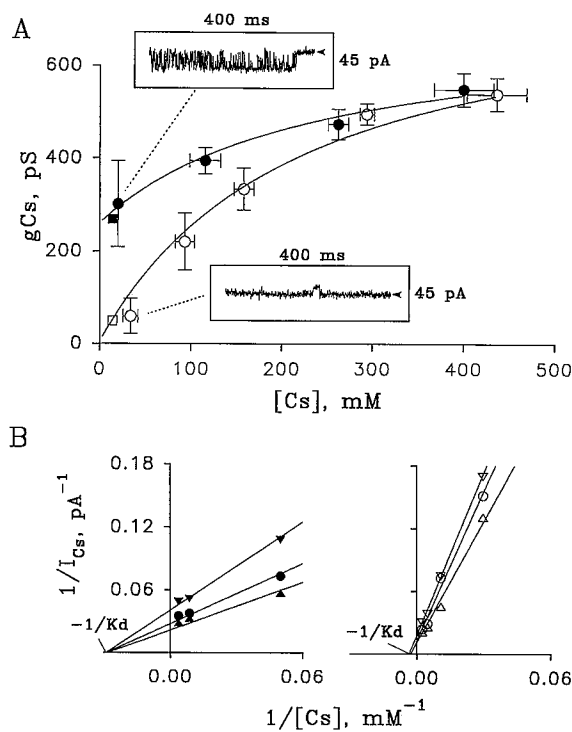 A
400 ms
45 pA
600
400
200
0
gCs, pS
400 ms
45 pA
0 100 200 300 400 500
[Cs], mM
B
0.18
0.12
0.06
1/I_Cs, pA⁻¹
-1/Kd
-1/Kd
0.00 0.06
0.00 0.06
1/[Cs], mM⁻¹